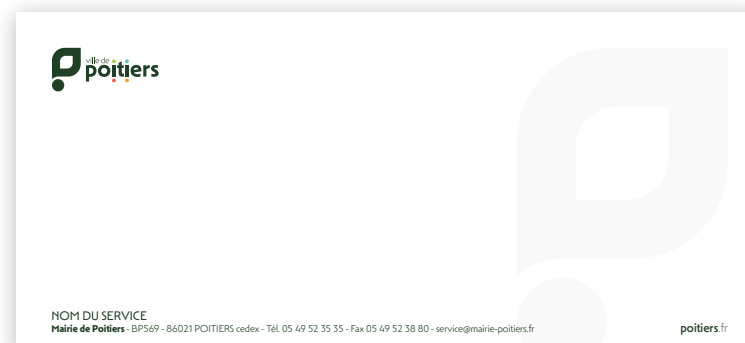 ville de
poitiers
NOM DU SERVICE
Mairie de Poitiers - BP569 - 86021 POITIERS cedex - Tél. 05 49 52 35 35 - Fax 05 49 52 38 80 - service@mairie-poitiers.fr
poitiers.fr